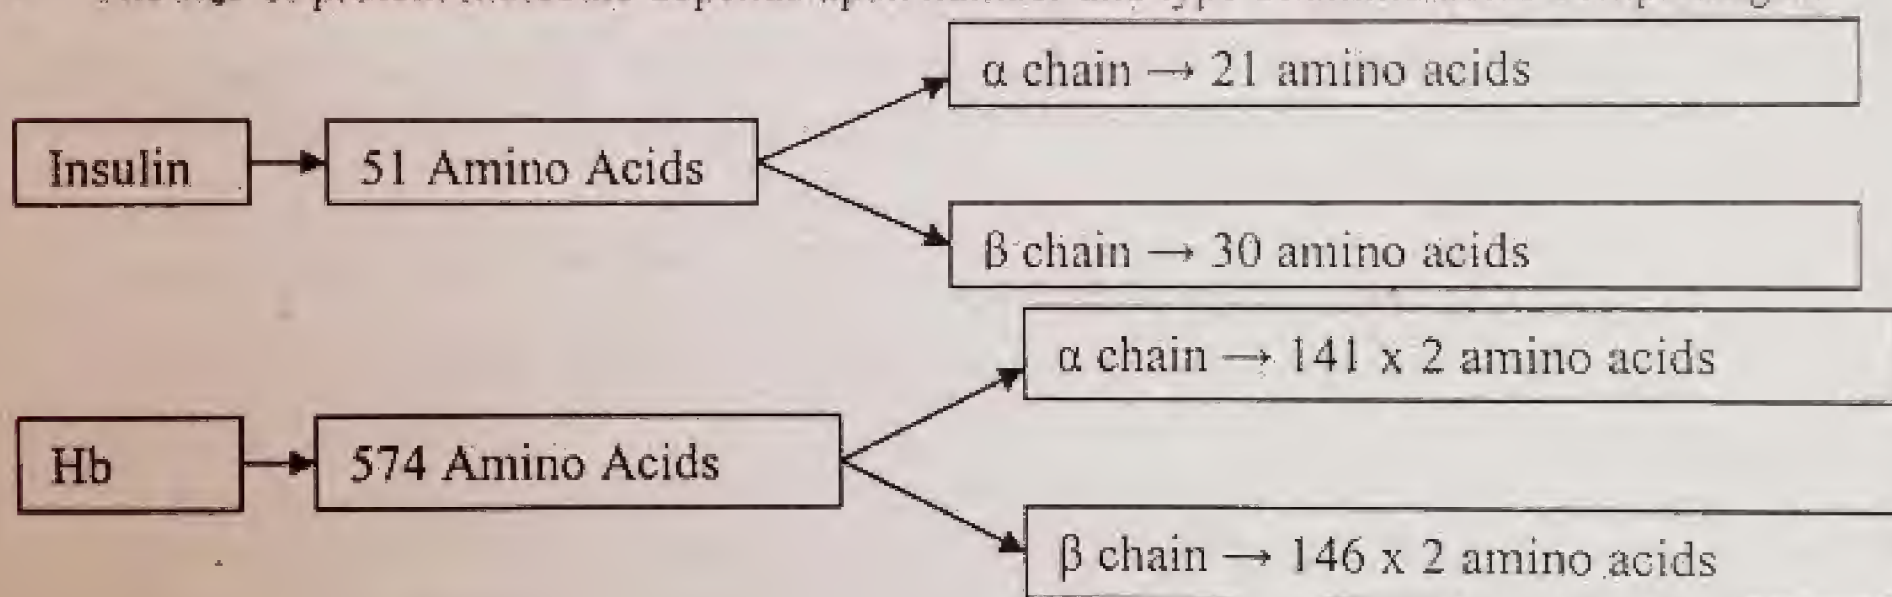 α chain → 21 amino acids
Insulin
51 Amino Acids
β chain → 30 amino acids
α chain → 141 x 2 amino acids
Hb
574 Amino Acids
β chain → 146 x 2 amino acids